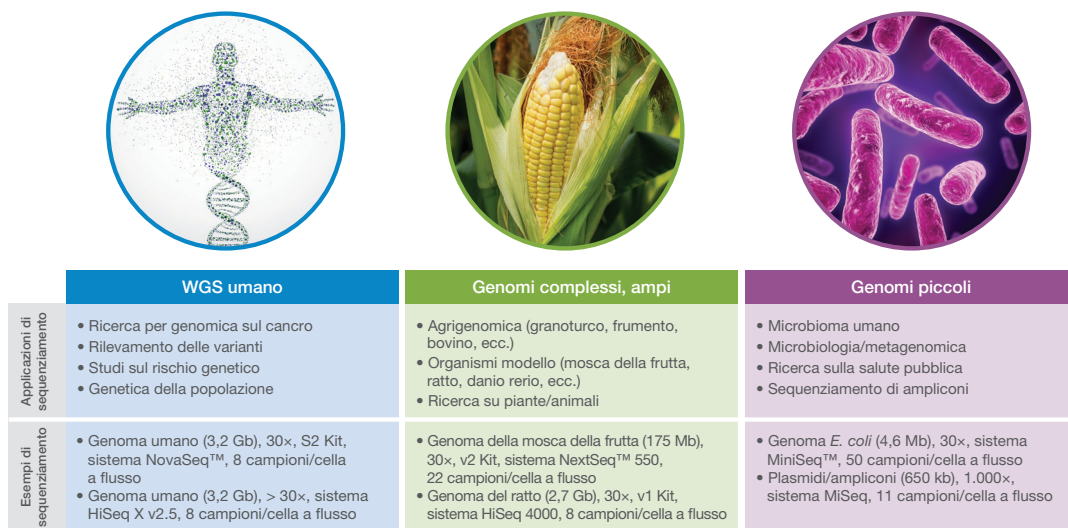 WGS umano
Genomi complessi, ampi
Genomi piccoli
Applicazioni di
sequenziamento
• Ricerca per genomica sul cancro
• Rilevamento delle varianti
• Studi sul rischio genetico
• Genetica della popolazione
• Agrigenomica (granoturco, frumento,
bovino, ecc.)
• Organismi modello (mosca della frutta,
ratto, danio rerio, ecc.)
• Ricerca su piante/animali
• Microbioma umano
• Microbiologia/metagenomica
• Ricerca sulla salute pubblica
• Sequenziamento di ampliconi
Esempi di
sequenziamento
• Genoma umano (3,2 Gb), 30×, S2 Kit,
sistema NovaSeq™, 8 campioni/cella
a flusso
• Genoma umano (3,2 Gb), > 30×, sistema
HiSeq X v2.5, 8 campioni/cella a flusso
• Genoma della mosca della frutta (175 Mb),
30×, v2 Kit, sistema NextSeq™ 550,
22 campioni/cella a flusso
• Genoma del ratto (2,7 Gb), 30×, v1 Kit,
sistema HiSeq 4000, 8 campioni/cella a flusso
• Genoma E. coli (4,6 Mb), 30×, sistema
MiniSeq™, 50 campioni/cella a flusso
• Plasmidi/ampliconi (650 kb), 1.000×,
sistema MiSeq, 11 campioni/cella a flusso